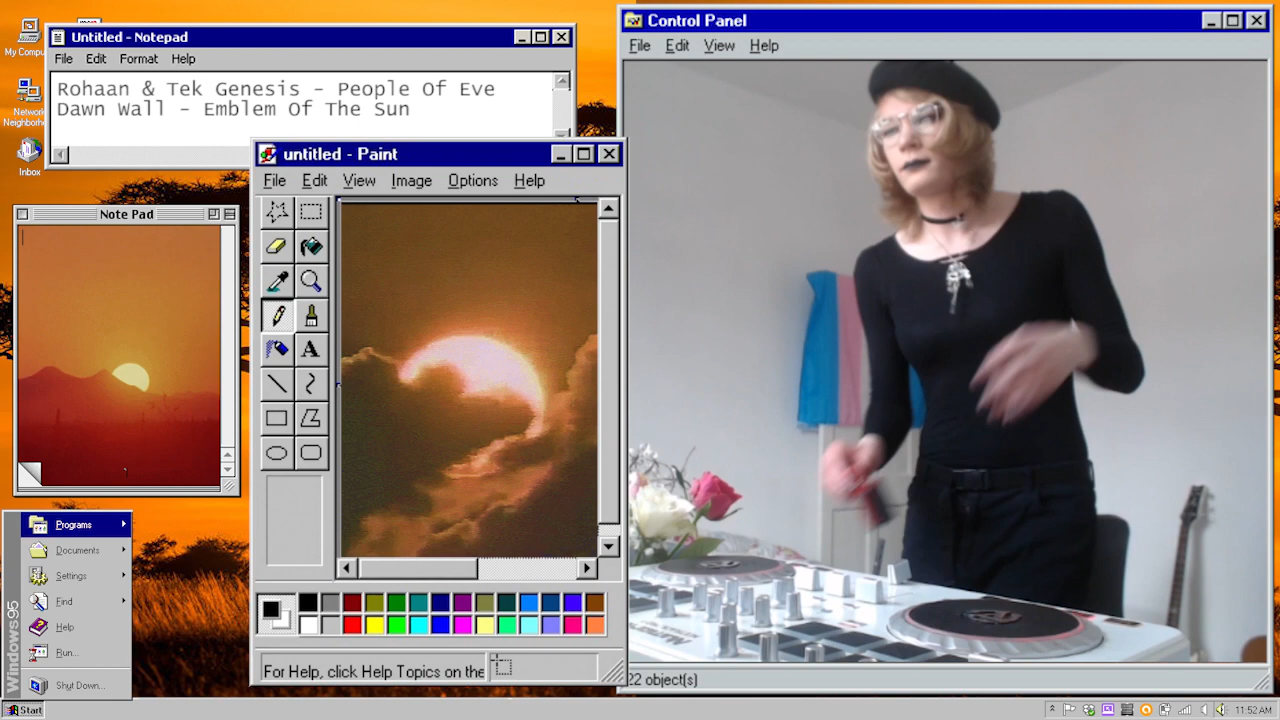 My Compu
Network
Neighborho
Inbox
Untitled - Notepad
File Edit Format Help
Rohaan & Tek Genesis - People Of Eve
Dawn Wall - Emblem Of The Sun
Note Pad
untitled - Paint
File Edit View Image Options Help
A
For Help, click Help Topics on the
Control Panel
File Edit View Help
22 object(s)
Programs
Documents
Settings
Find
Help
Run...
Shut Down...
Windows95
Start
11:52 AM